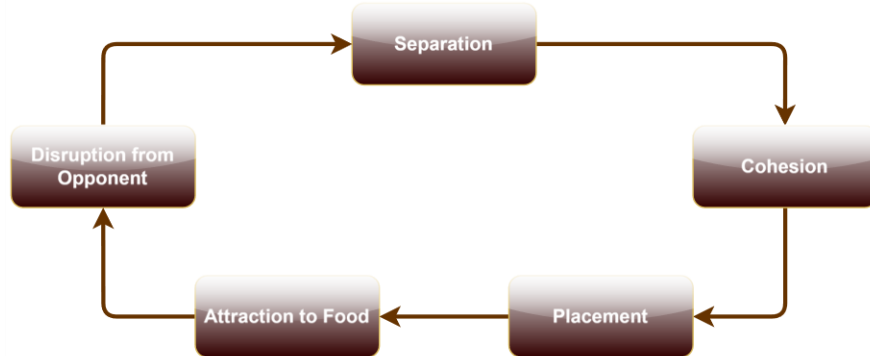 Separation
Cohesion
Placement
Attraction to Food
Disruption from
Opponent